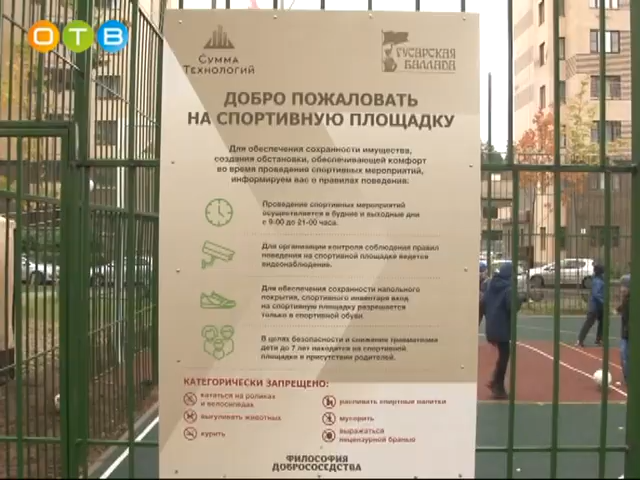 ОТВ
СУММА
ТЕХНОЛОГИЙ
ГУСАРСКАЯ
БАЛЛАДА
ДОБРО ПОЖАЛОВАТЬ
НА СПОРТИВНУЮ ПЛОЩАДКУ
Для обеспечения сохранности имущества,
создания обстановки, обеспечивающей комфорт
во время проведения спортивных мероприятий,
информируем вас о правилах поведения.
Проведение спортивных мероприятий
осуществляется в будние и выходные дни
с 9:00 до 21:00 часа.
Для организации контроля соблюдения правил
поведения на спортивной площадке ведется
видеонаблюдение.
Для обеспечения сохранности напольного
покрытия, спортивного инвентаря вход
на спортивную площадку разрешается
только в спортивной обуви.
В целях безопасности и снижения травматизма
дети до 7 лет находятся на спортивной
площадке в присутствии родителей.
КАТЕГОРИЧЕСКИ ЗАПРЕЩЕНО:
кататься на роликах
и велосипедах
выгуливать животных
курить
распивать спиртные напитки
мусорить
выражаться
нецензурной бранью
ФИЛОСОФИЯ
ДОБРОСОСЕДСТВА